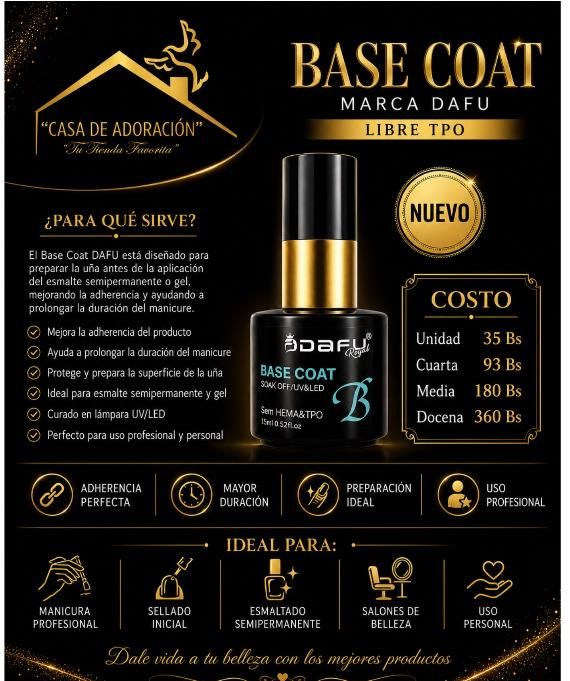 "CASA DE ADORACIÓN"
"Tu Tienda Favorita"
BASE COAT
MARCA DAFU
LIBRE TPO
NUEVO
¿PARA QUÉ SIRVE?
El Base Coat DAFU está diseñado para
preparar la uña antes de la aplicación
del esmalte semipermanente o gel,
mejorando la adherencia y ayudando a
prolongar la duración del manicure.
Mejora la adherencia del producto
Ayuda a prolongar la duración del manicure
Protege y prepara la superficie de la uña
Ideal para esmalte semipermanente y gel
Curado en lámpara UV/LED
Perfecto para uso profesional y personal
DAFU®
Royal
BASE COAT
SOAK OFF/UV&LED
B
Sem HEMA&TPO
15ml 0.52fl.oz
COSTO
Unidad 35 Bs
Cuarta 93 Bs
Media 180 Bs
Docena 360 Bs
ADHERENCIA
PERFECTA
MAYOR
DURACIÓN
PREPARACIÓN
IDEAL
USO
PROFESIONAL
IDEAL PARA:
MANICURA
PROFESIONAL
SELLADO
INICIAL
ESMALTADO
SEMIPERMANENTE
SALONES DE
BELLEZA
USO
PERSONAL
Dale vida a tu belleza con los mejores productos